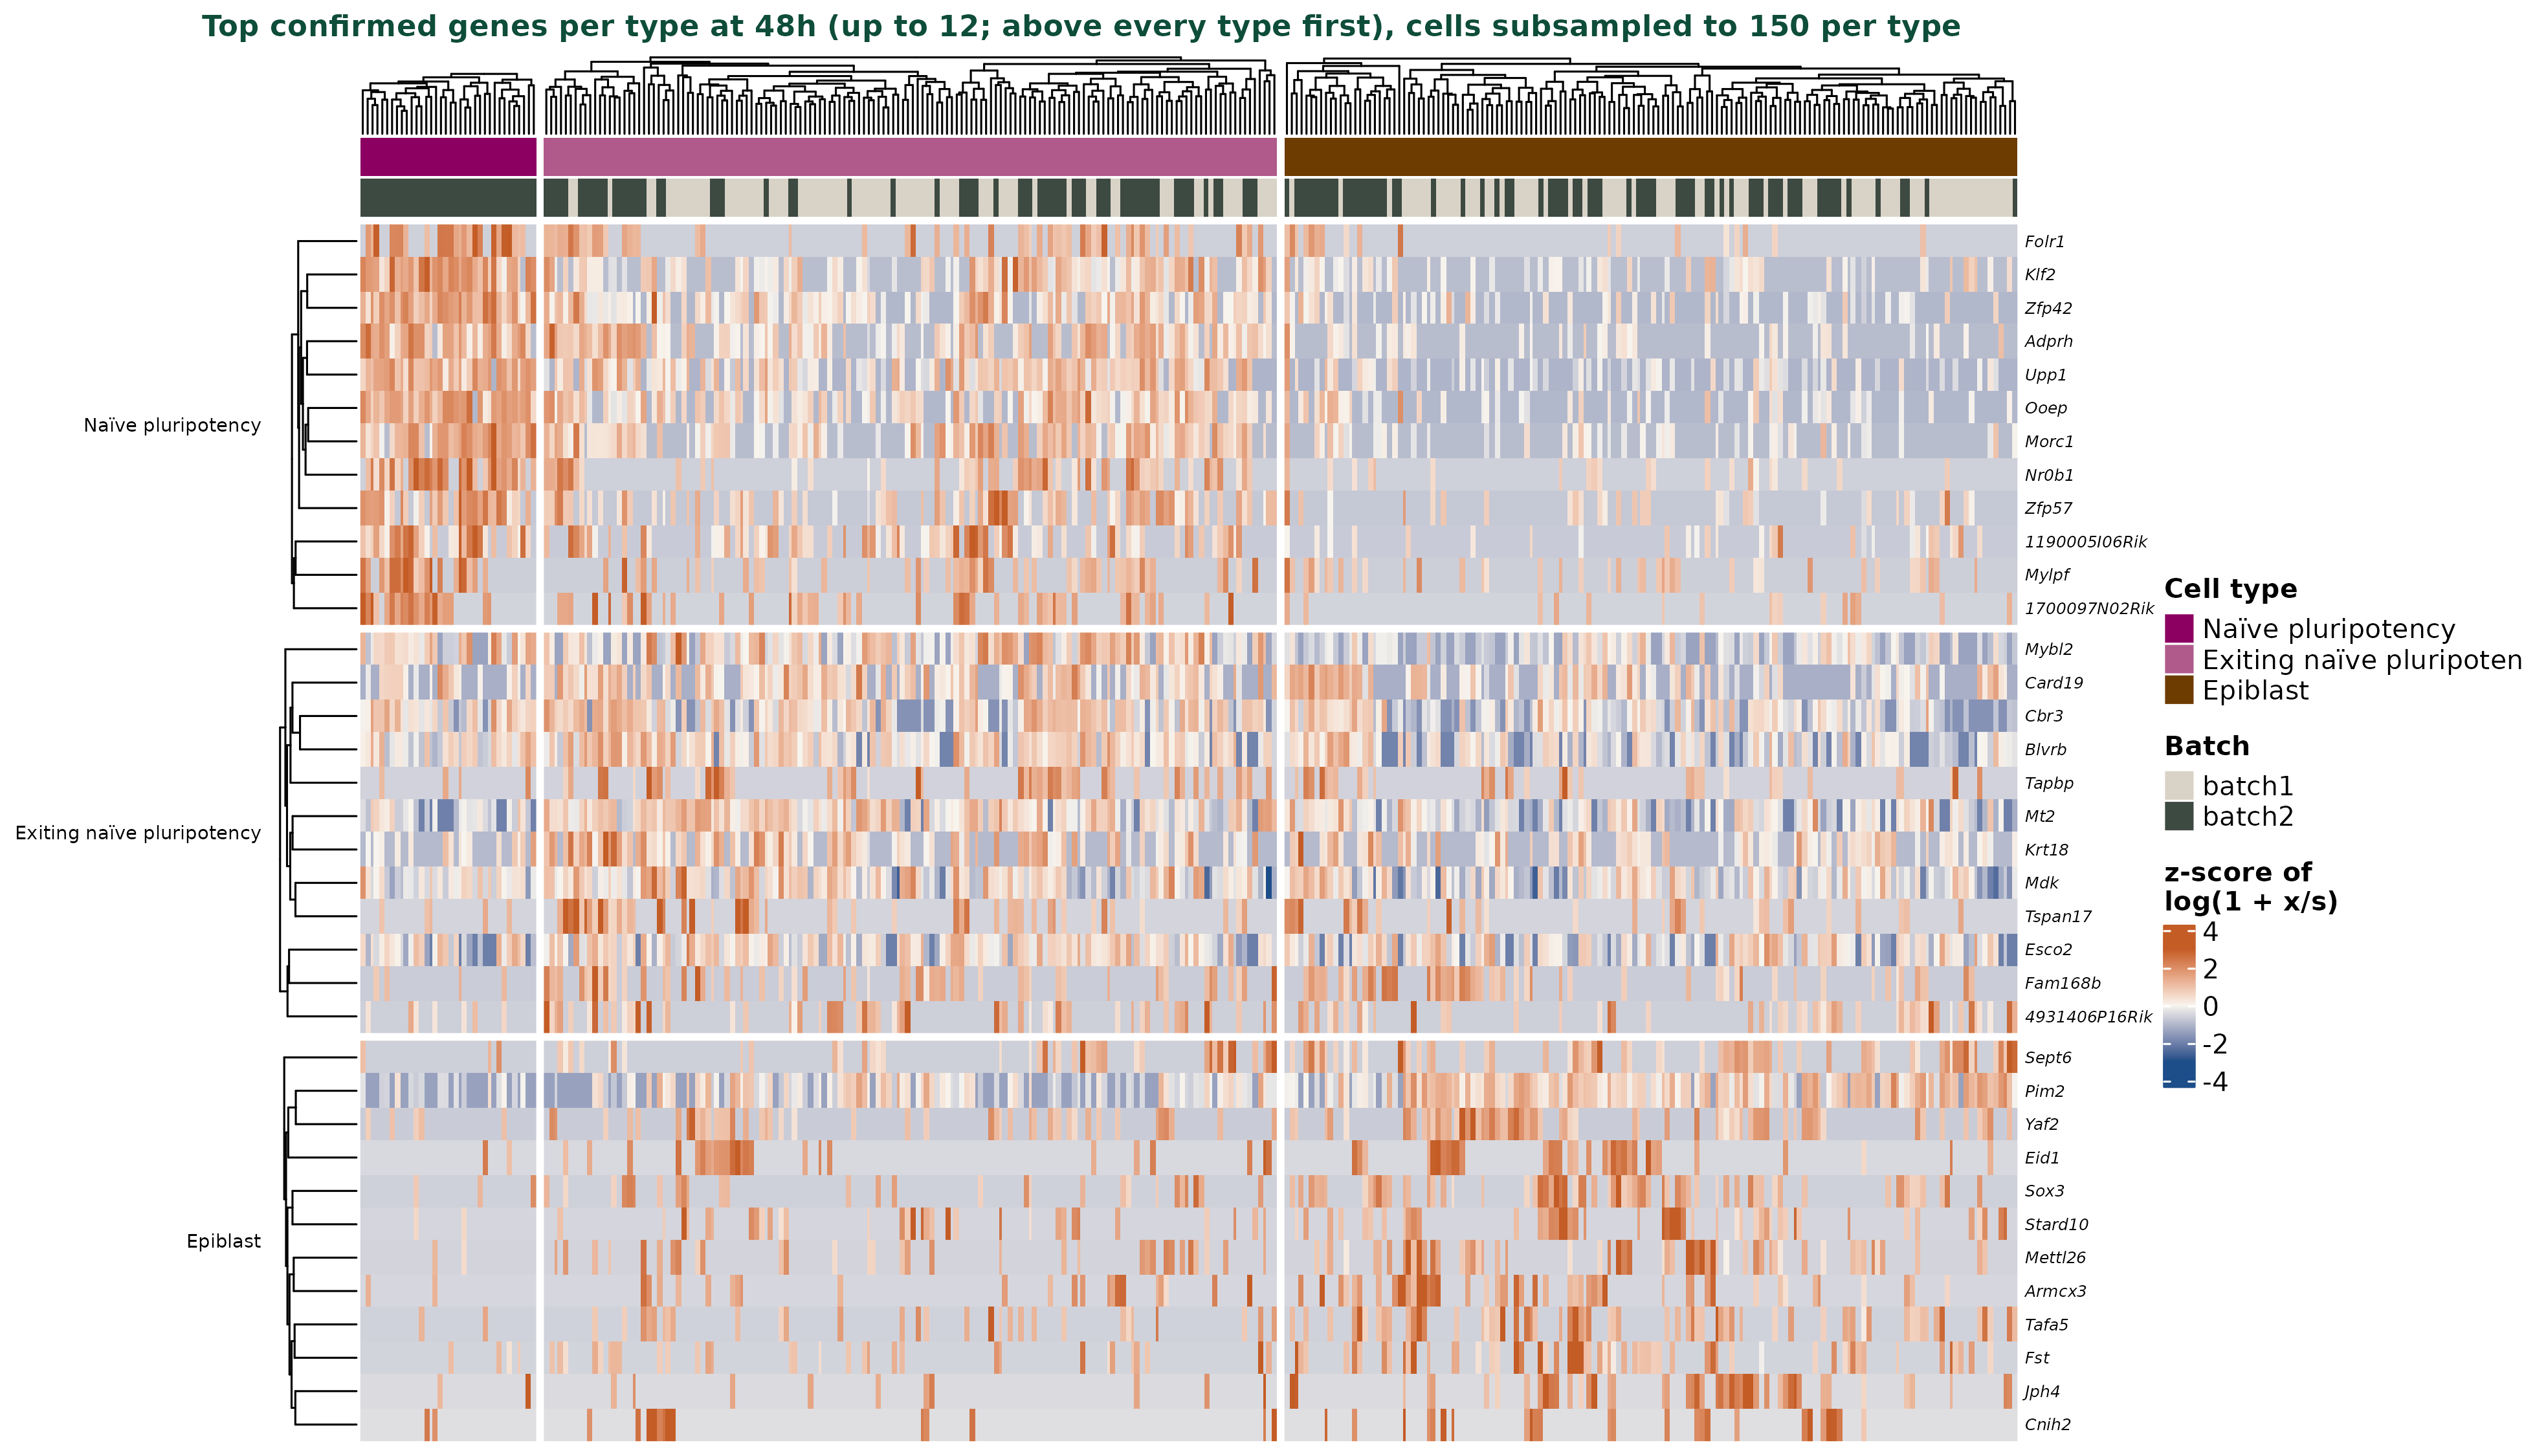 Top confirmed genes per type at 48h (up to 12; above every type first), cells subsampled to 150 per type
Naïve pluripotency
Folr1
Klf2
Zfp42
Adprh
Upp1
Ooep
Morc1
Nr0b1
Zfp57
1190005I06Rik
Mylpf
1700097N02Rik
Exiting naïve pluripotency
Mybl2
Card19
Cbr3
Blvrb
Tapbp
Mt2
Krt18
Mdk
Tspan17
Esco2
Fam168b
4931406P16Rik
Epiblast
Sept6
Pim2
Yaf2
Eid1
Sox3
Stard10
Mettl26
Armcx3
Tafa5
Fst
Jph4
Cnih2
Cell type
Naïve pluripotency
Exiting naïve pluripoten
Epiblast
Batch
batch1
batch2
z-score of
log(1 + x/s)
4
2
0
-2
-4